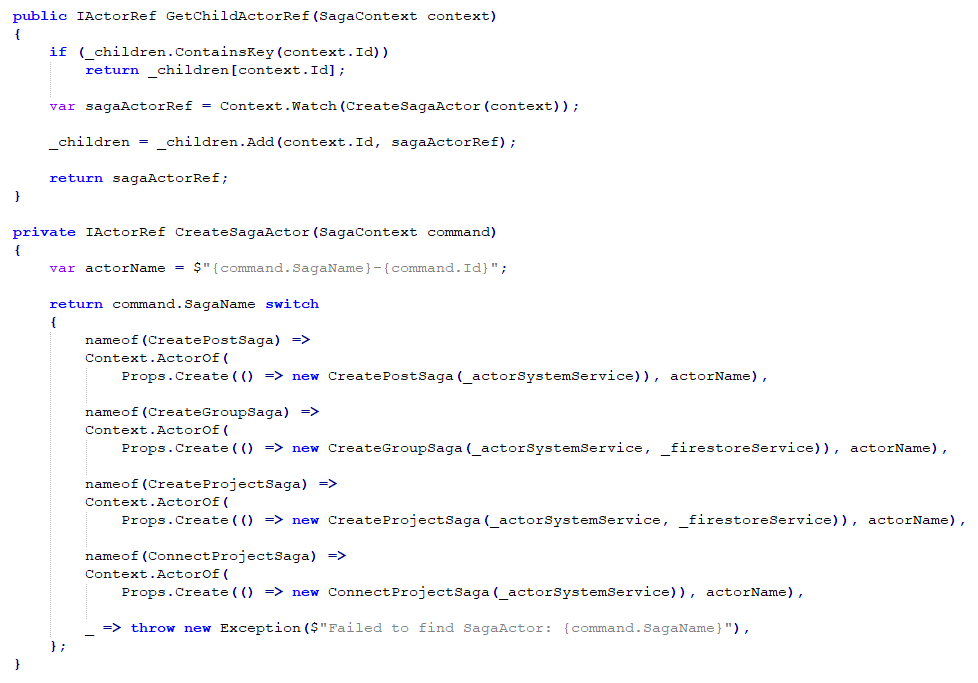 public IActorRef GetChildActorRef(SagaContext context)
{
    if (_children.ContainsKey(context.Id))
        return _children[context.Id];

    var sagaActorRef = Context.Watch(CreateSagaActor(context));

    _children = _children.Add(context.Id, sagaActorRef);

    return sagaActorRef;
}

private IActorRef CreateSagaActor(SagaContext command)
{
    var actorName = $"{command.SagaName}-{command.Id}";

    return command.SagaName switch
    {
        nameof(CreatePostSaga) =>
        Context.ActorOf(
            Props.Create(() => new CreatePostSaga(_actorSystemService)), actorName),

        nameof(CreateGroupSaga) =>
        Context.ActorOf(
            Props.Create(() => new CreateGroupSaga(_actorSystemService, _firestoreService)), actorName),

        nameof(CreateProjectSaga) =>
        Context.ActorOf(
            Props.Create(() => new CreateProjectSaga(_actorSystemService, _firestoreService)), actorName),

        nameof(ConnectProjectSaga) =>
        Context.ActorOf(
            Props.Create(() => new ConnectProjectSaga(_actorSystemService)), actorName),

        _ => throw new Exception($"Failed to find SagaActor: {command.SagaName}"),
    };
}